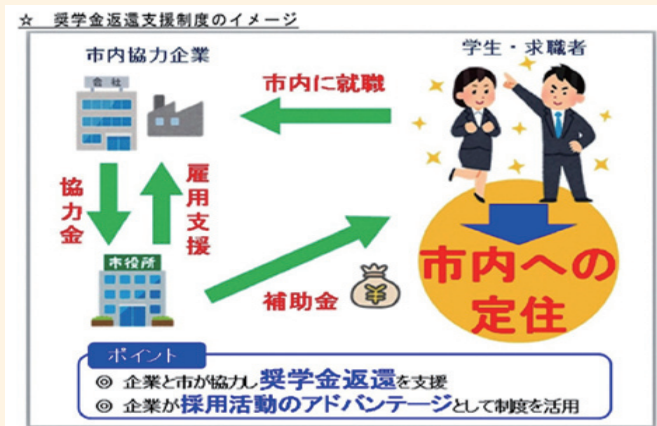 ☆ 奨学金返還支援制度のイメージ
市内協力企業
学生・求職者
会社
市内に就職
協力金
雇用支援
市役所
補助金
¥
市内への
定住
ポイント
◎ 企業と市が協力し奨学金返還を支援
◎ 企業が採用活動のアドバンテージとして制度を活用